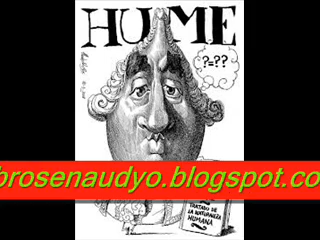 HUME
?=??
brosenaudyo.blogspot.co
TRATADO DE
LA NATURALEZA
HUMANA